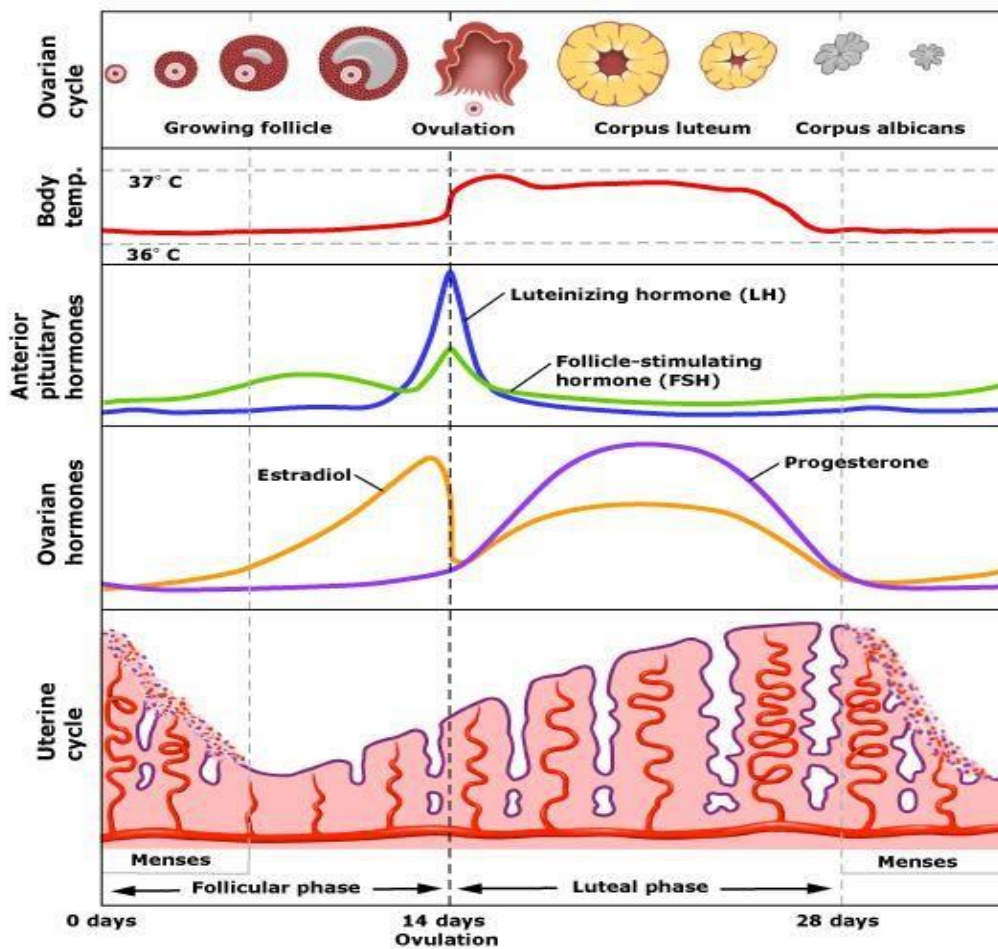 Ovarian
cycle
Growing follicle
Ovulation
Corpus luteum
Corpus albicans
Body
temp.
37° C
36° C
Anterior
pituitary
hormones
Luteinizing hormone (LH)
Follicle-stimulating
hormone (FSH)
Ovarian
hormones
Estradiol
Progesterone
Uterine
cycle
Menses
Menses
Follicular phase
Luteal phase
0 days
14 days
Ovulation
28 days